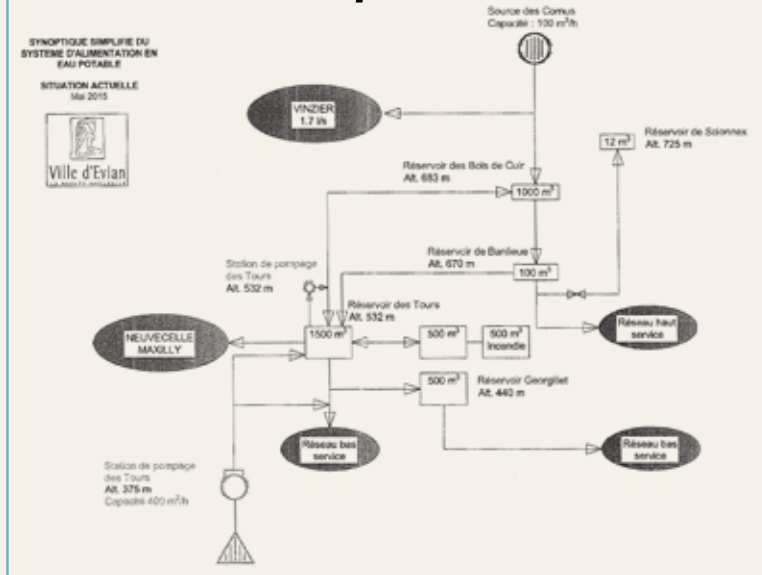 Source des Cornus
Capacité : 100 m³/h
SYNOPTIQUE SIMPLIFIE DU
SYSTEME D'ALIMENTATION EN
EAU POTABLE
SITUATION ACTUELLE
Mai 2015
Ville d'Evian
VINZIER
1.7 l/s
Réservoir de Scionnex
Alt. 725 m
12 m³
Réservoir des Bois de Cuir
Alt. 683 m
1000 m³
Réservoir de Banlieue
Alt. 670 m
100 m³
Station de pompage
des Tours
Alt. 532 m
Réservoir des Tours
Alt. 532 m
1500 m³
500 m³
500 m³
Incendie
Réseau haut
service
NEUVECELLE
MAXILLY
500 m³
Réservoir Georgillet
Alt. 440 m
Réseau bas
service
Réseau bas
service
Station de pompage
des Tours
Alt. 375 m
Capacité 400 m³/h